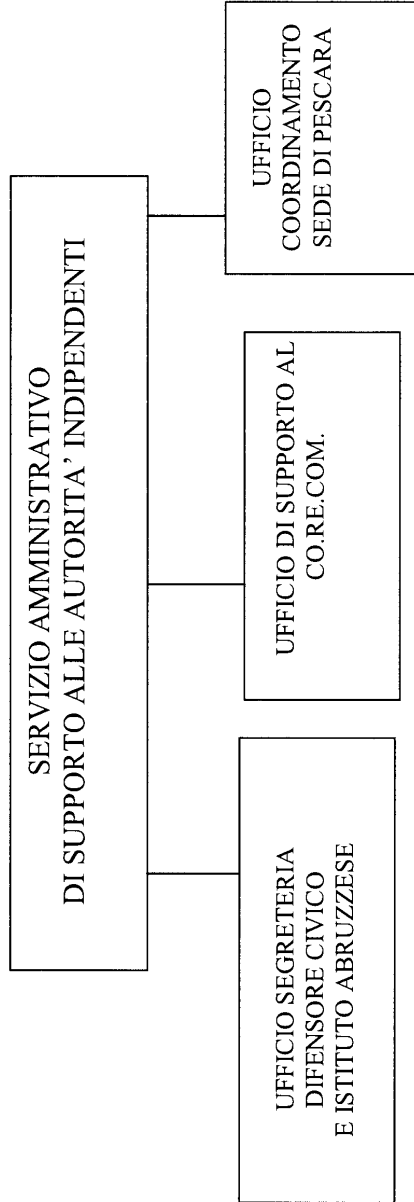 SERVIZIO AMMINISTRATIVO
DI SUPPORTO ALLE AUTORITA’ INDIPENDENTI
UFFICIO SEGRETERIA
DIFENSORE CIVICO
E ISTITUTO ABRUZZESE
UFFICIO DI SUPPORTO AL
CO.RE.COM.
UFFICIO
COORDINAMENTO
SEDE DI PESCARA